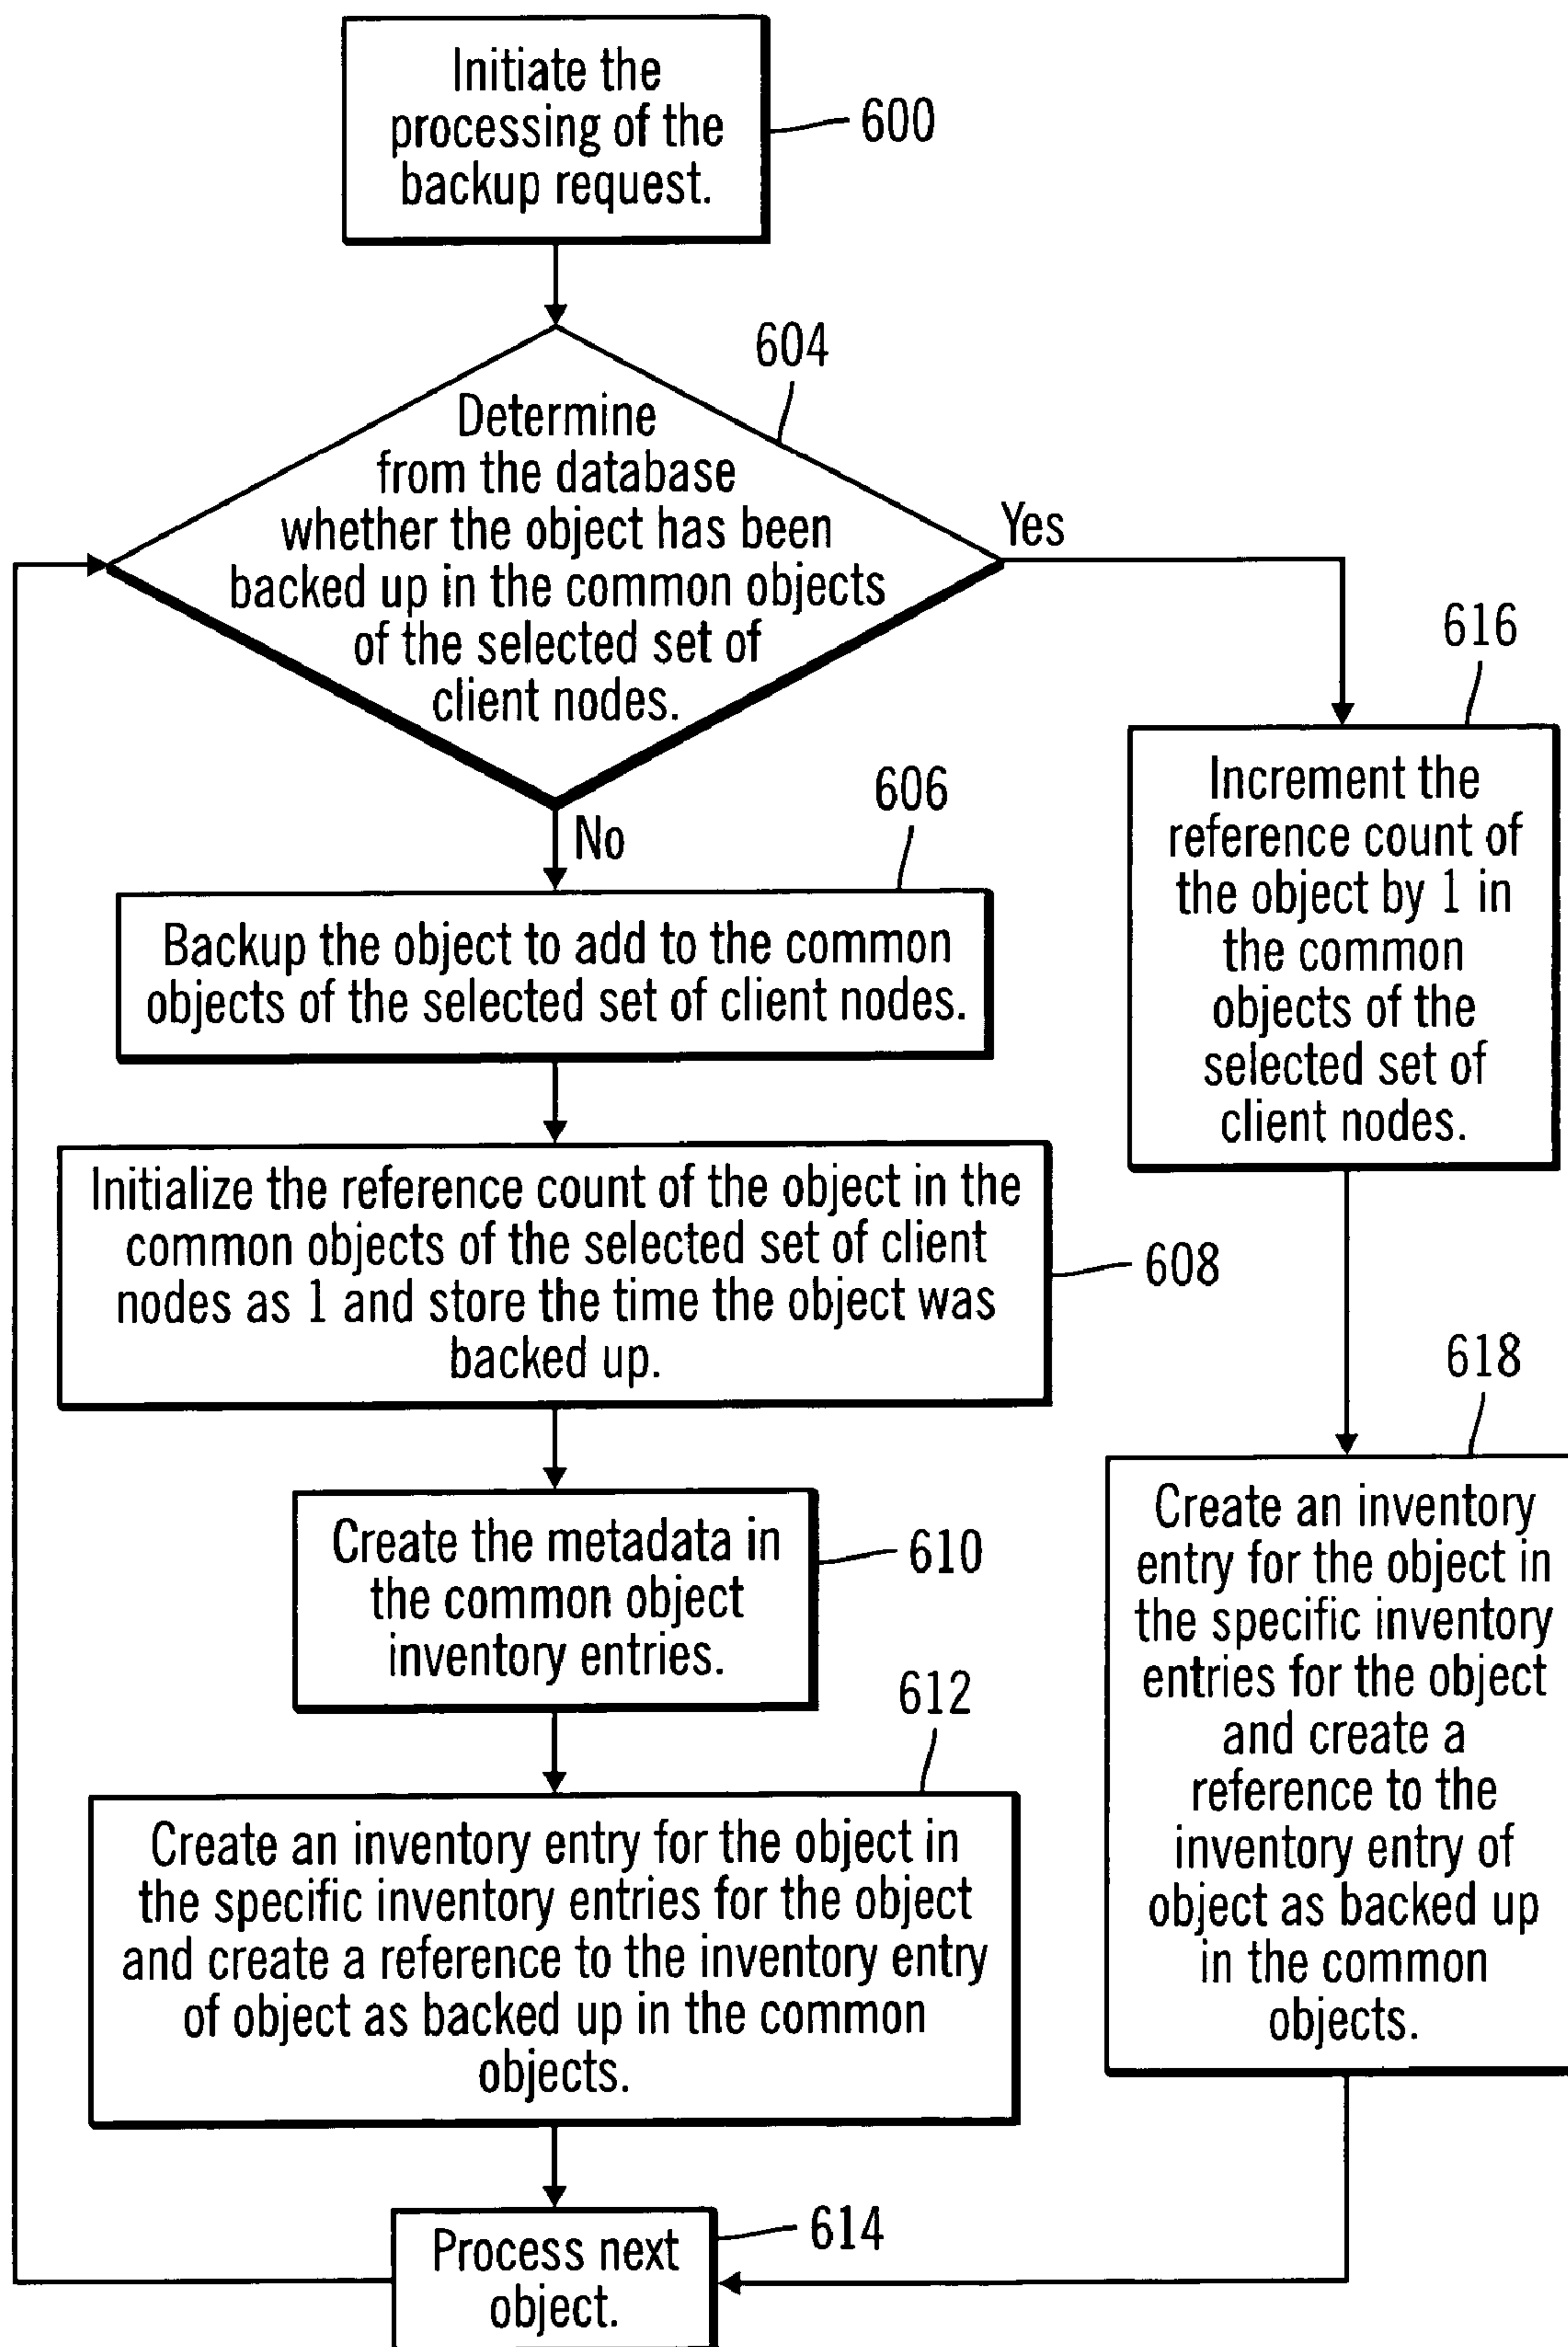 Initiate the
processing of the
backup request.
600
604
Determine
from the database
whether the object has been
backed up in the common objects
of the selected set of
client nodes.
Yes
No
606
Backup the object to add to the common
objects of the selected set of client nodes.
Initialize the reference count of the object in the
common objects of the selected set of client
nodes as 1 and store the time the object was
backed up.
608
Create the metadata in
the common object
inventory entries.
610
612
Create an inventory entry for the object in
the specific inventory entries for the object
and create a reference to the inventory entry
of object as backed up in the common
objects.
Process next
object.
614
616
Increment the
reference count of
the object by 1 in
the common
objects of the
selected set of
client nodes.
618
Create an inventory
entry for the object in
the specific inventory
entries for the object
and create a
reference to the
inventory entry of
object as backed up
in the common
objects.